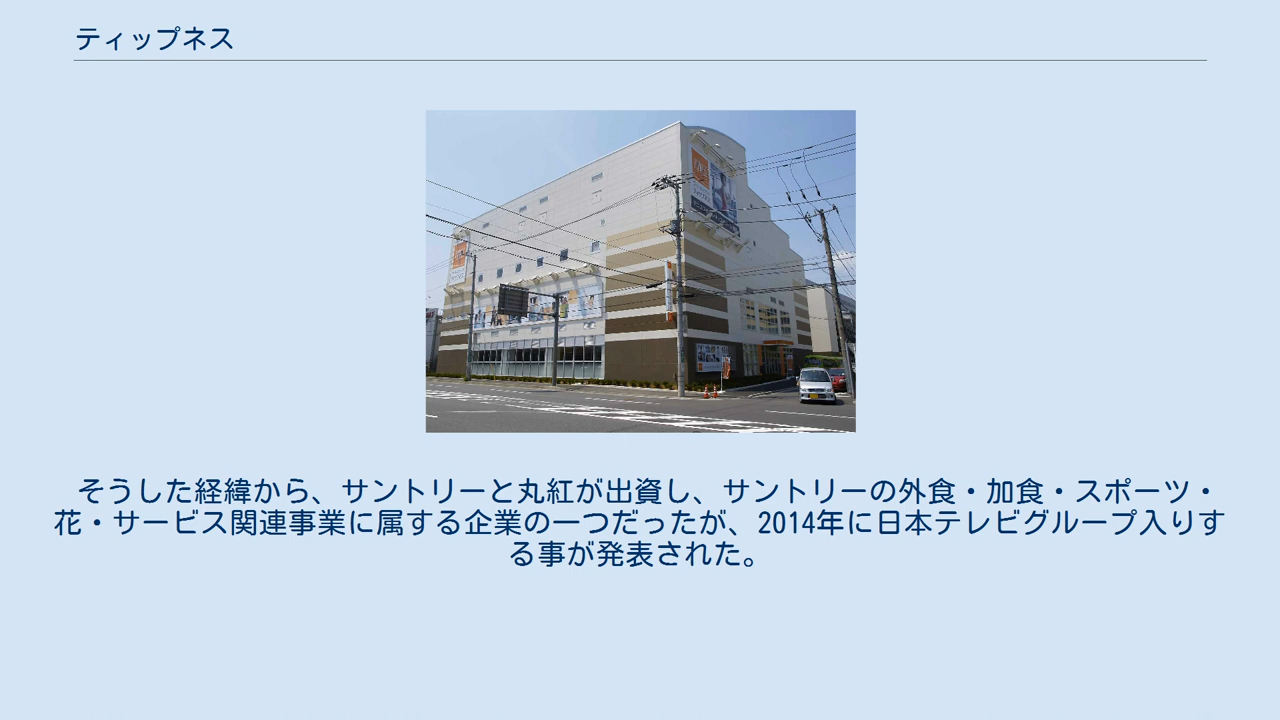 ティップネス
そうした経緯から、サントリーと丸紅が出資し、サントリーの外食・加食・スポーツ・
花・サービス関連事業に属する企業の一つだったが、2014年に日本テレビグループ入りす
る事が発表された。